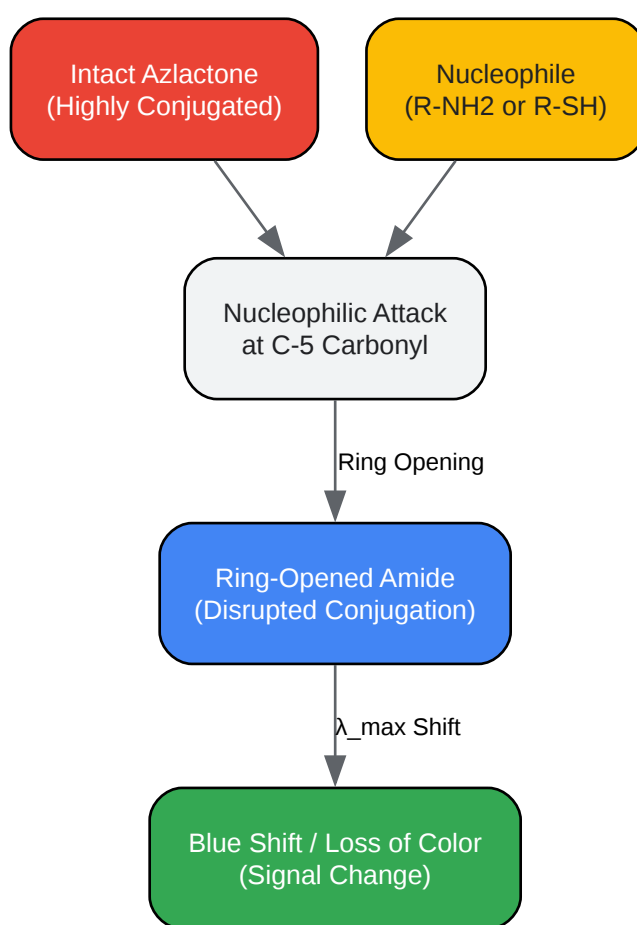 Intact Azlactone
(Highly Conjugated)
Nucleophile
(R-NH2 or R-SH)
Nucleophilic Attack
at C-5 Carbonyl
Ring Opening
Ring-Opened Amide
(Disrupted Conjugation)
λ_max Shift
Blue Shift / Loss of Color
(Signal Change)